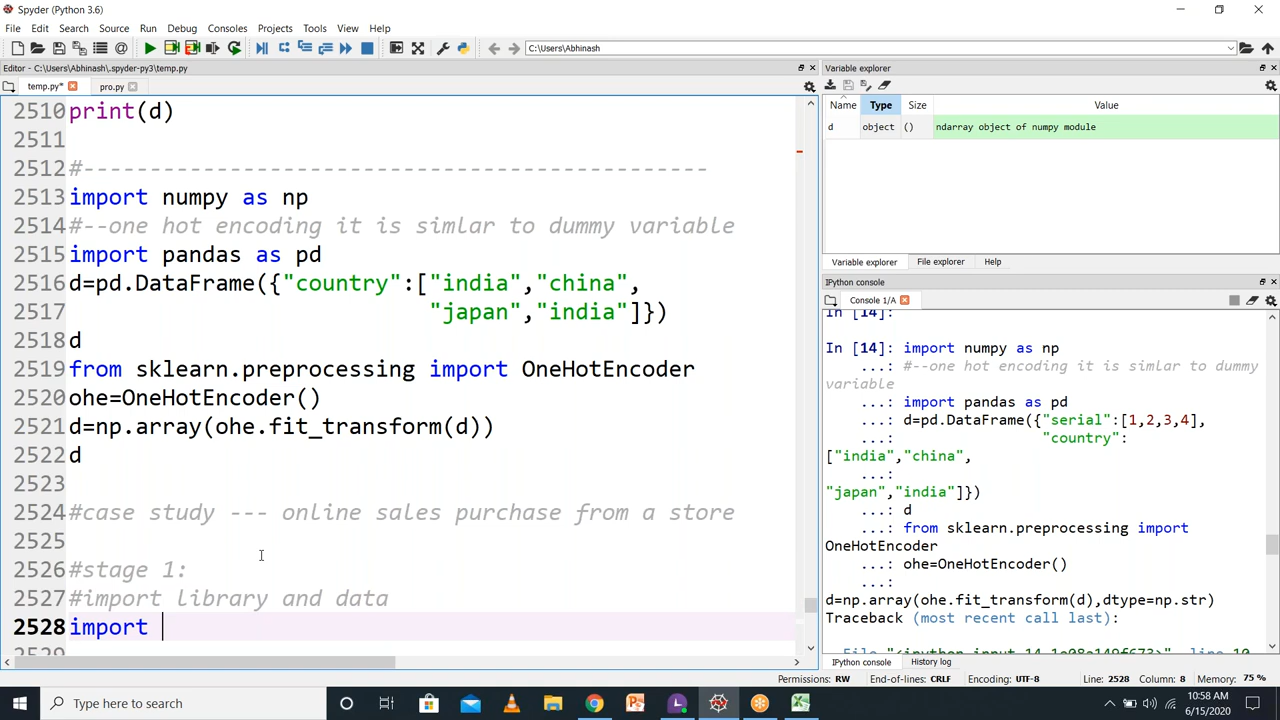 Spyder (Python 3.6)
File Edit Search Source Run Debug Consoles Projects Tools View Help
C:\Users\Abhinash
Editor - C:\Users\Abhinash\.spyder-py3\temp.py
temp.py* pro.py
2510 print(d)
2511
2512 #------------------------------------------------
2513 import numpy as np
2514 #--one hot encoding it is simlar to dummy variable
2515 import pandas as pd
2516 d=pd.DataFrame({"country":["india","china",
2517 "japan","india"]})
2518 d
2519 from sklearn.preprocessing import OneHotEncoder
2520 ohe=OneHotEncoder()
2521 d=np.array(ohe.fit_transform(d))
2522 d
2523
2524 #case study --- online sales purchase from a store
2525
2526 #stage 1:
2527 #import library and data
2528 import
2529
Variable explorer
Name Type Size Value
d object () ndarray object of numpy module
Variable explorer File explorer Help
IPython console
Console 1/A
In [14]:
In [14]: import numpy as np
...: #--one hot encoding it is simlar to dummy
variable
...: import pandas as pd
...: d=pd.DataFrame({"serial":[1,2,3,4],
...: "country":
["india","china",
...:
"japan","india"]})
...: d
...: from sklearn.preprocessing import
OneHotEncoder
...: ohe=OneHotEncoder()
...:
d=np.array(ohe.fit_transform(d),dtype=np.str)
Traceback (most recent call last):
File "<ipython-input-14-1e08a149f673>", line 10
IPython console History log
Permissions: RW End-of-lines: CRLF Encoding: UTF-8 Line: 2528 Column: 8 Memory: 75 %
Type here to search
10:58 AM
6/15/2020